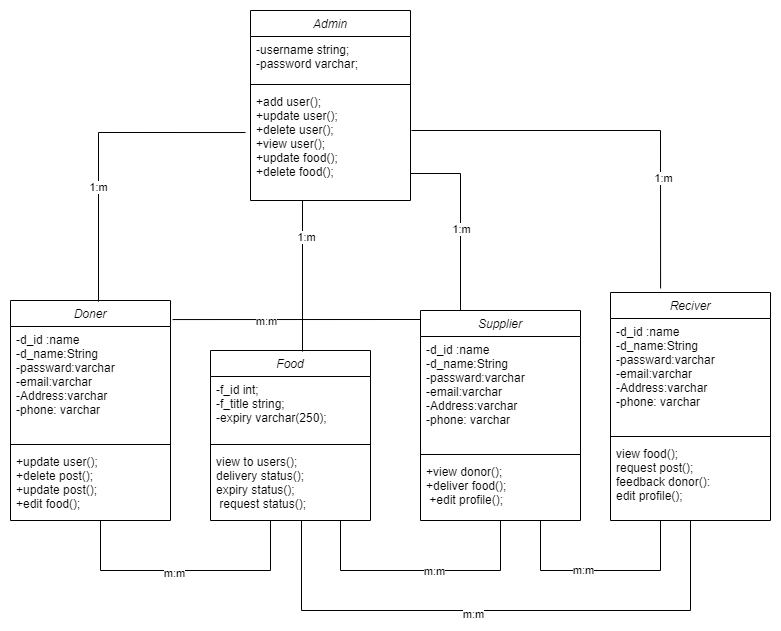 Admin
-username string;
-password varchar;
+add user();
+update user();
+delete user();
+view user();
+update food();
+delete food();
1:m
1:m
1:m
1:m
Doner
-d_id :name
-d_name:String
-passward:varchar
-email:varchar
-Address:varchar
-phone: varchar
+update user();
+delete post();
+update post();
+edit food();
m:m
Food
-f_id int;
-f_title string;
-expiry varchar(250);
view to users();
delivery status();
expiry status();
request status();
Supplier
-d_id :name
-d_name:String
-passward:varchar
-email:varchar
-Address:varchar
-phone: varchar
+view donor();
+deliver food();
+edit profile();
Reciver
-d_id :name
-d_name:String
-passward:varchar
-email:varchar
-Address:varchar
-phone: varchar
view food();
request post();
feedback donor():
edit profile();
m:m
m:m
m:m
m:m